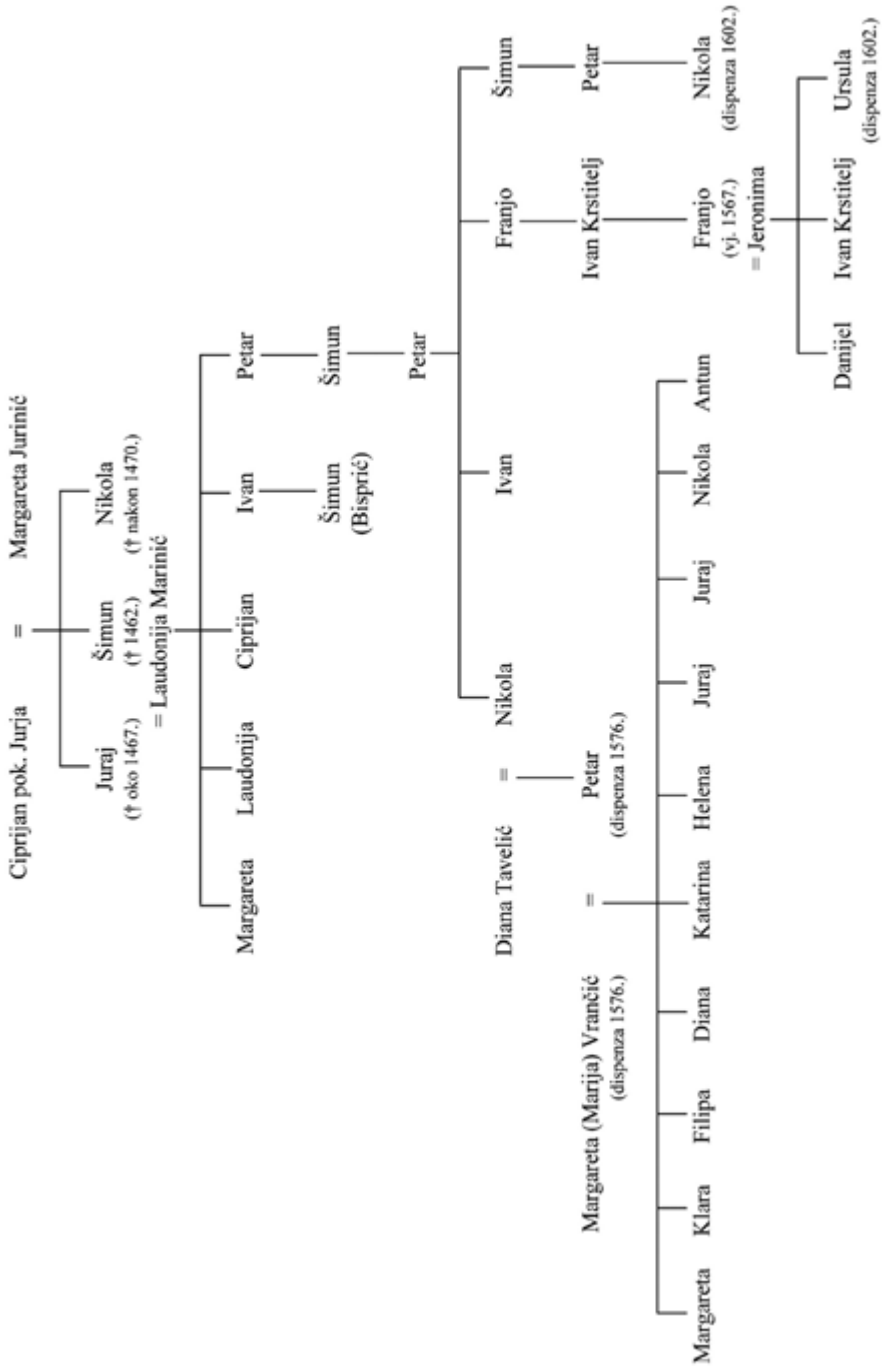 Ciprijan pok. Jurja = Margareta Jurinić
Juraj Šimun Nikola
(† oko 1467.) († 1462.) († nakon 1470.)
= Laudonija Marinić
Margareta Laudonija Ciprijan Ivan Petar
Šimun Šimun
(Bisprić)
Petar
Nikola Ivan Franjo Šimun
Diana Tavelić =
Petar Ivan Krstitelj Petar
(dispenza 1576.)
Margareta (Marija) Vrančić =
(dispenza 1576.)
Margareta Klara Filipa Diana Katarina Helena Juraj Juraj Nikola Antun Franjo Nikola
(vj. 1567.) (dispenza 1602.)
= Jeronima
Danijel Ivan Krstitelj Ursula
(dispenza 1602.)